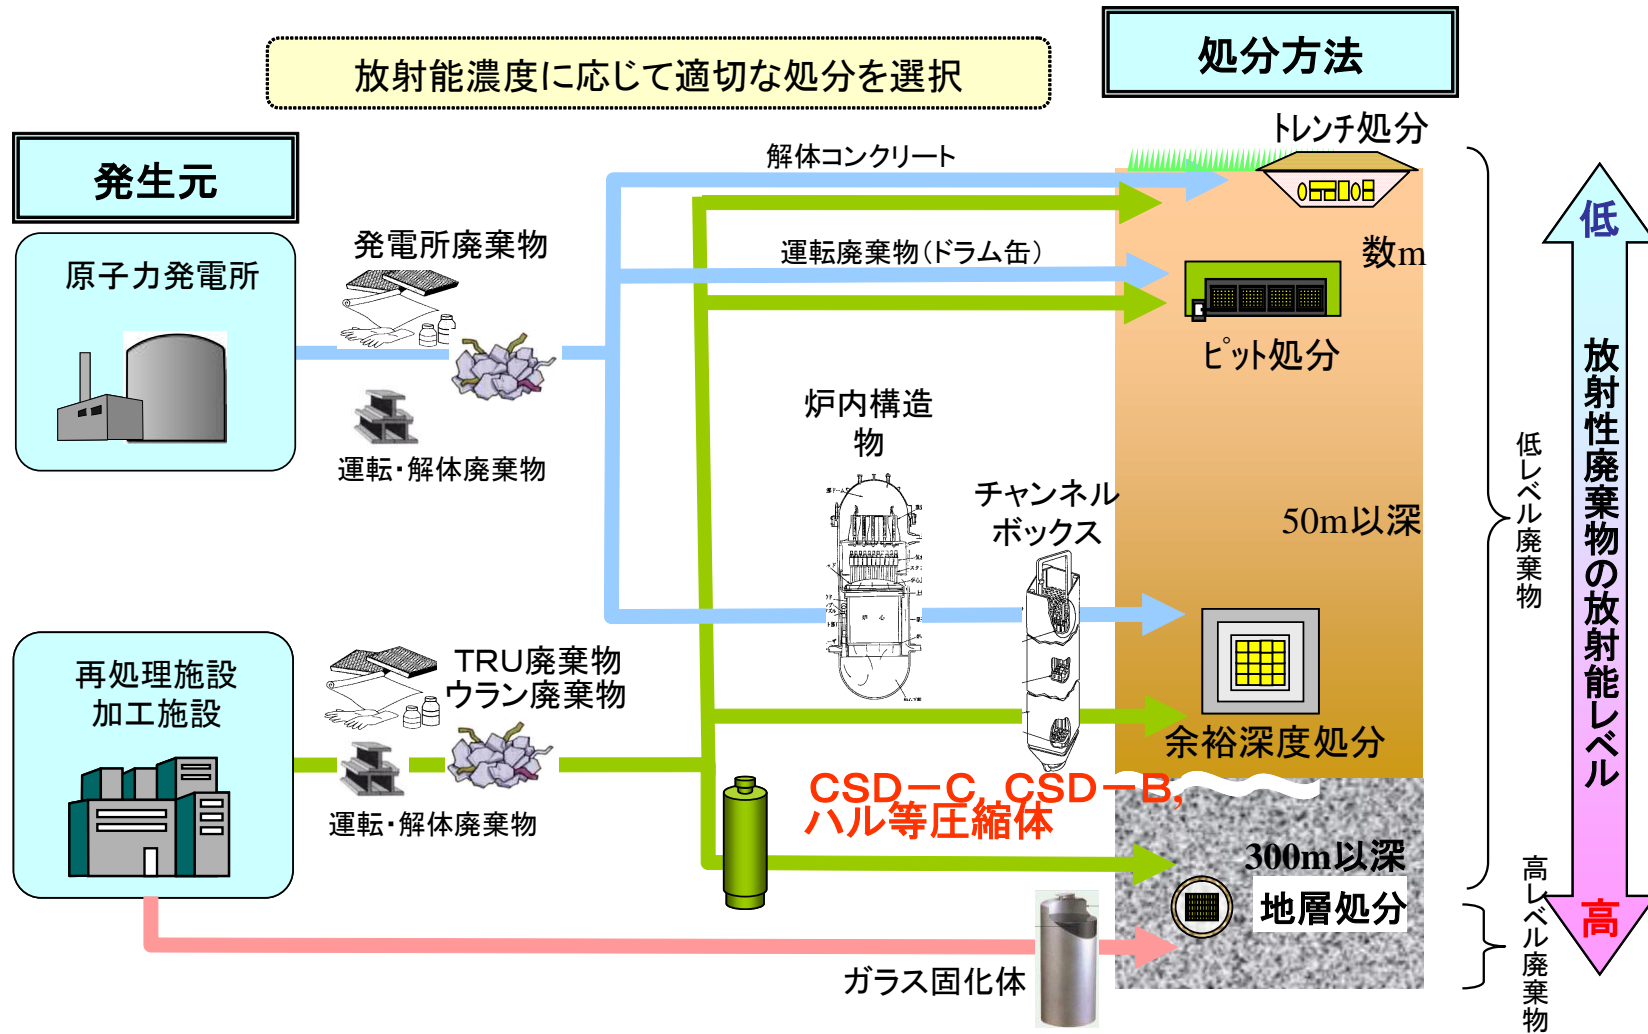 放射能濃度に応じて適切な処分を選択
処分方法
発生元
原子力発電所
発電所廃棄物
運転・解体廃棄物
解体コンクリート
運転廃棄物(ドラム缶)
炉内構造
物
チャンネル
ボックス
トレンチ処分
数m
ピット処分
50m以深
余裕深度処分
再処理施設
加工施設
TRU廃棄物
ウラン廃棄物
運転・解体廃棄物
CSD-C, CSD-B,
ハル等圧縮体
300m以深
地層処分
ガラス固化体
低レベル廃棄物
高レベル廃棄物
低
放射性廃棄物の放射能レベル
高